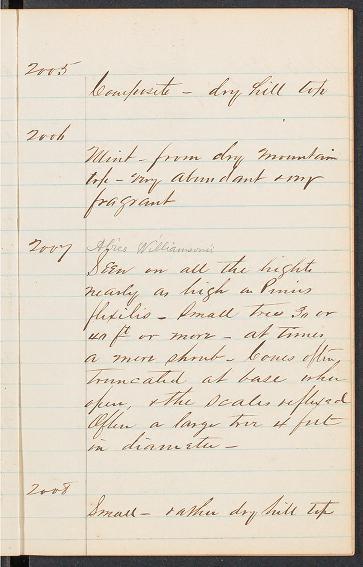 2005
Composite - dry hill top
2006
Mint - from dry mountain
top - very abundant & very
fragrant
2007 Abies Williamsonii
Seen on all the hights
nearly as high as Pinus
flexilis - Small tree 30 or
40 ft or more - at times
a mere shrub - Cones often
truncated at base when
open, & the scales reflexed
Often a large tree 4 feet
in diameter -
2008
Small - rather dry hill top